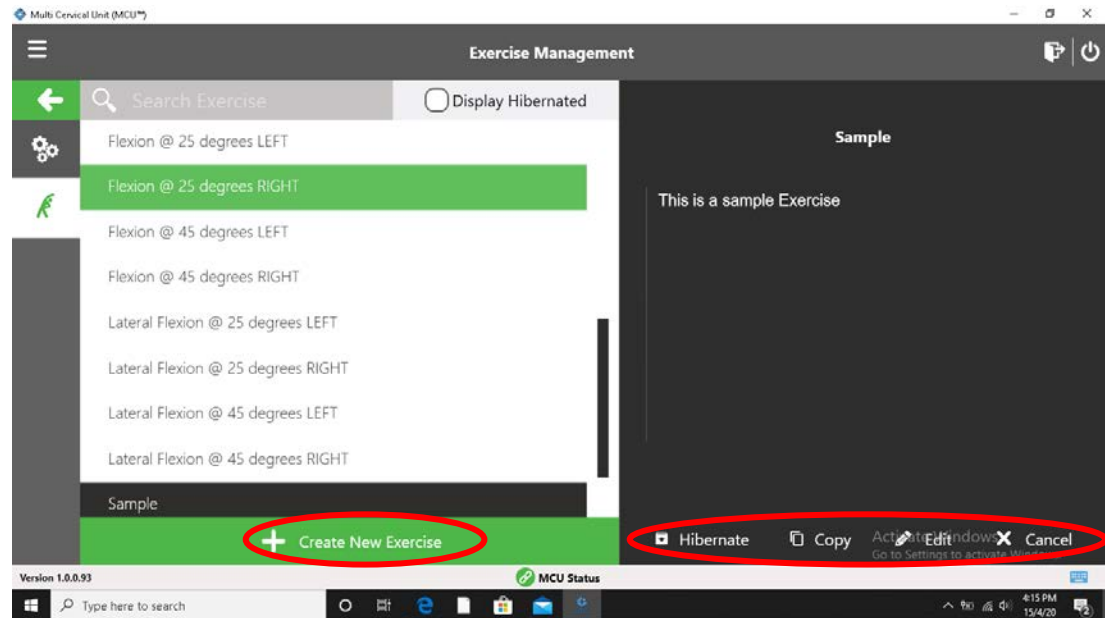 Multi Cervical Unit (MCU™)
Exercise Management
Search Exercise
Display Hibernated
Flexion @ 25 degrees LEFT
Flexion @ 25 degrees RIGHT
Flexion @ 45 degrees LEFT
Flexion @ 45 degrees RIGHT
Lateral Flexion @ 25 degrees LEFT
Lateral Flexion @ 25 degrees RIGHT
Lateral Flexion @ 45 degrees LEFT
Lateral Flexion @ 45 degrees RIGHT
Sample
Create New Exercise
Sample
This is a sample Exercise
Hibernate Copy Edit Cancel
Activate Windows
Go to Settings to activate Windows.
Version 1.0.0.93
MCU Status
Type here to search
4:15 PM
15/4/20
2